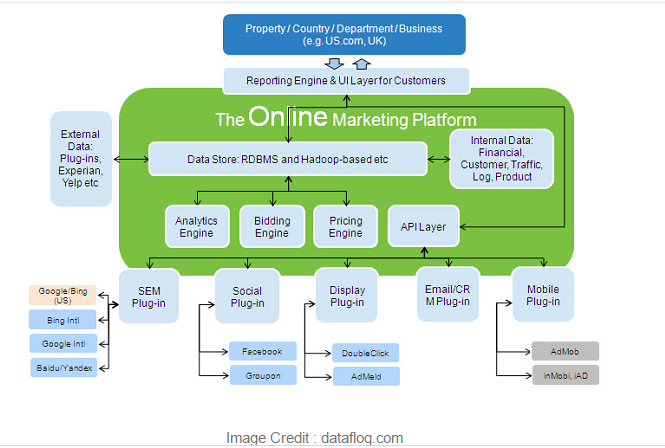 Property / Country / Department / Business
(e.g. US.com, UK)
Reporting Engine & UI Layer for Customers
The Online Marketing Platform
External
Data:
Plug-ins,
Experian,
Yelp etc
Data Store: RDBMS and Hadoop-based etc
Internal Data:
Financial,
Customer, Traffic,
Log, Product
Analytics
Engine
Bidding
Engine
Pricing
Engine
API Layer
SEM
Plug-in
Social
Plug-in
Display
Plug-in
Email/CR
M Plug-in
Mobile
Plug-in
Google/Bing
(US)
Bing Intl
Google Intl
Baidu/Yandex
Facebook
Groupon
DoubleClick
AdMeld
AdMob
inMobi, iAD
Image Credit : datafloq.com